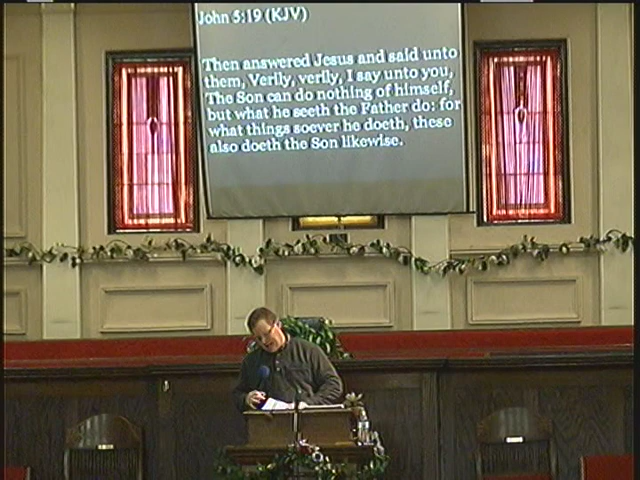 John 5:19 (KJV)
Then answered Jesus and said unto
them, Verily, verily, I say unto you,
The Son can do nothing of himself,
but what he seeth the Father do: for
what things soever he doeth, these
also doeth the Son likewise.